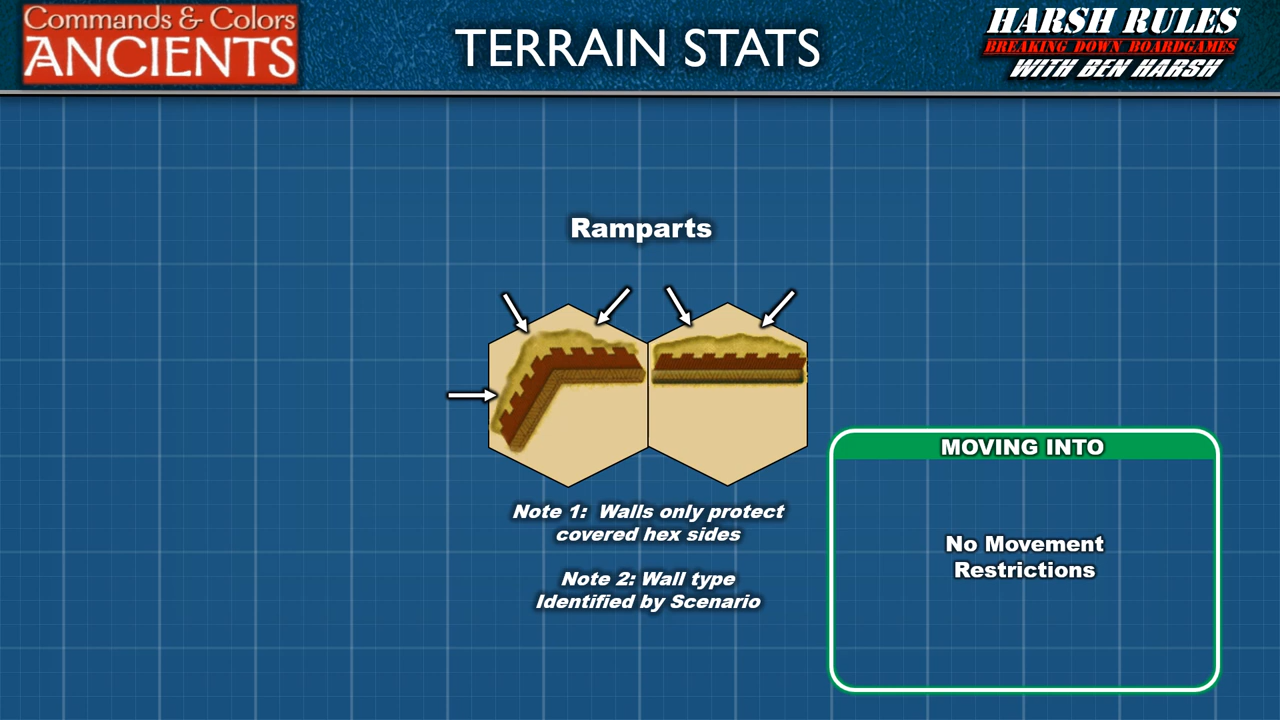 Commands & Colors
ANCIENTS
TERRAIN STATS
HARSH RULES
BREAKING DOWN BOARDGAMES
WITH BEN HARSH
Ramparts
Note 1: Walls only protect
covered hex sides
Note 2: Wall type
Identified by Scenario
MOVING INTO
No Movement
Restrictions